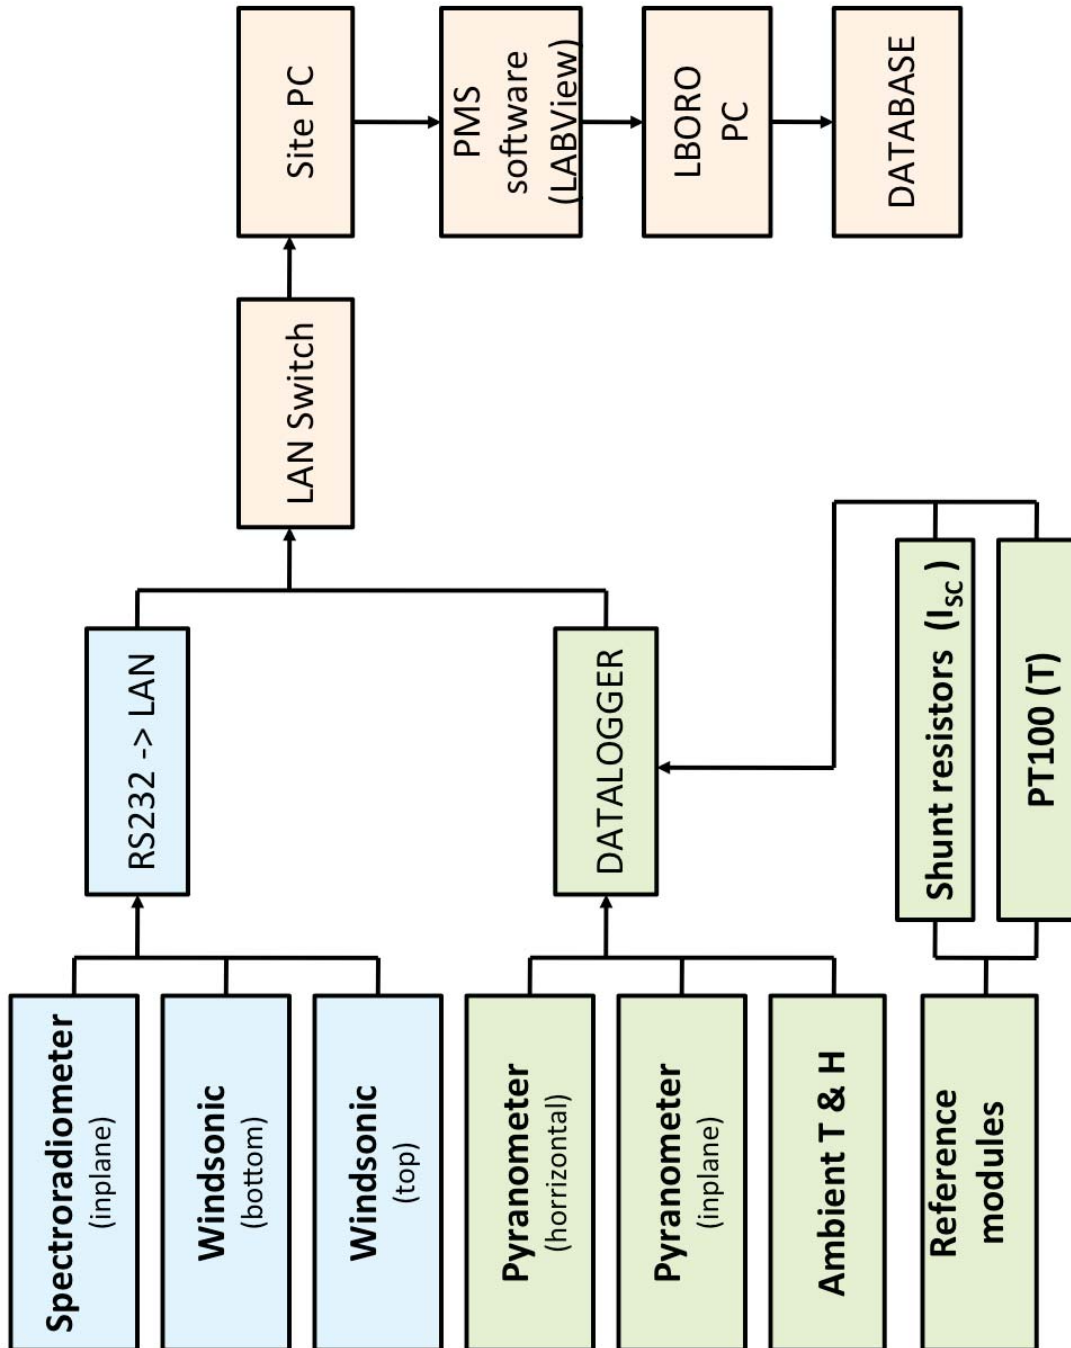 Spectroradiometer
(inplane)
Windsonic
(bottom)
Windsonic
(top)
Pyranometer
(horrizontal)
Pyranometer
(inplane)
Ambient T & H
Reference
modules
RS232 -> LAN
DATALOGGER
Shunt resistors (I_SC)
PT100 (T)
LAN Switch
Site PC
PMS
software
(LABView)
LBORO
PC
DATABASE